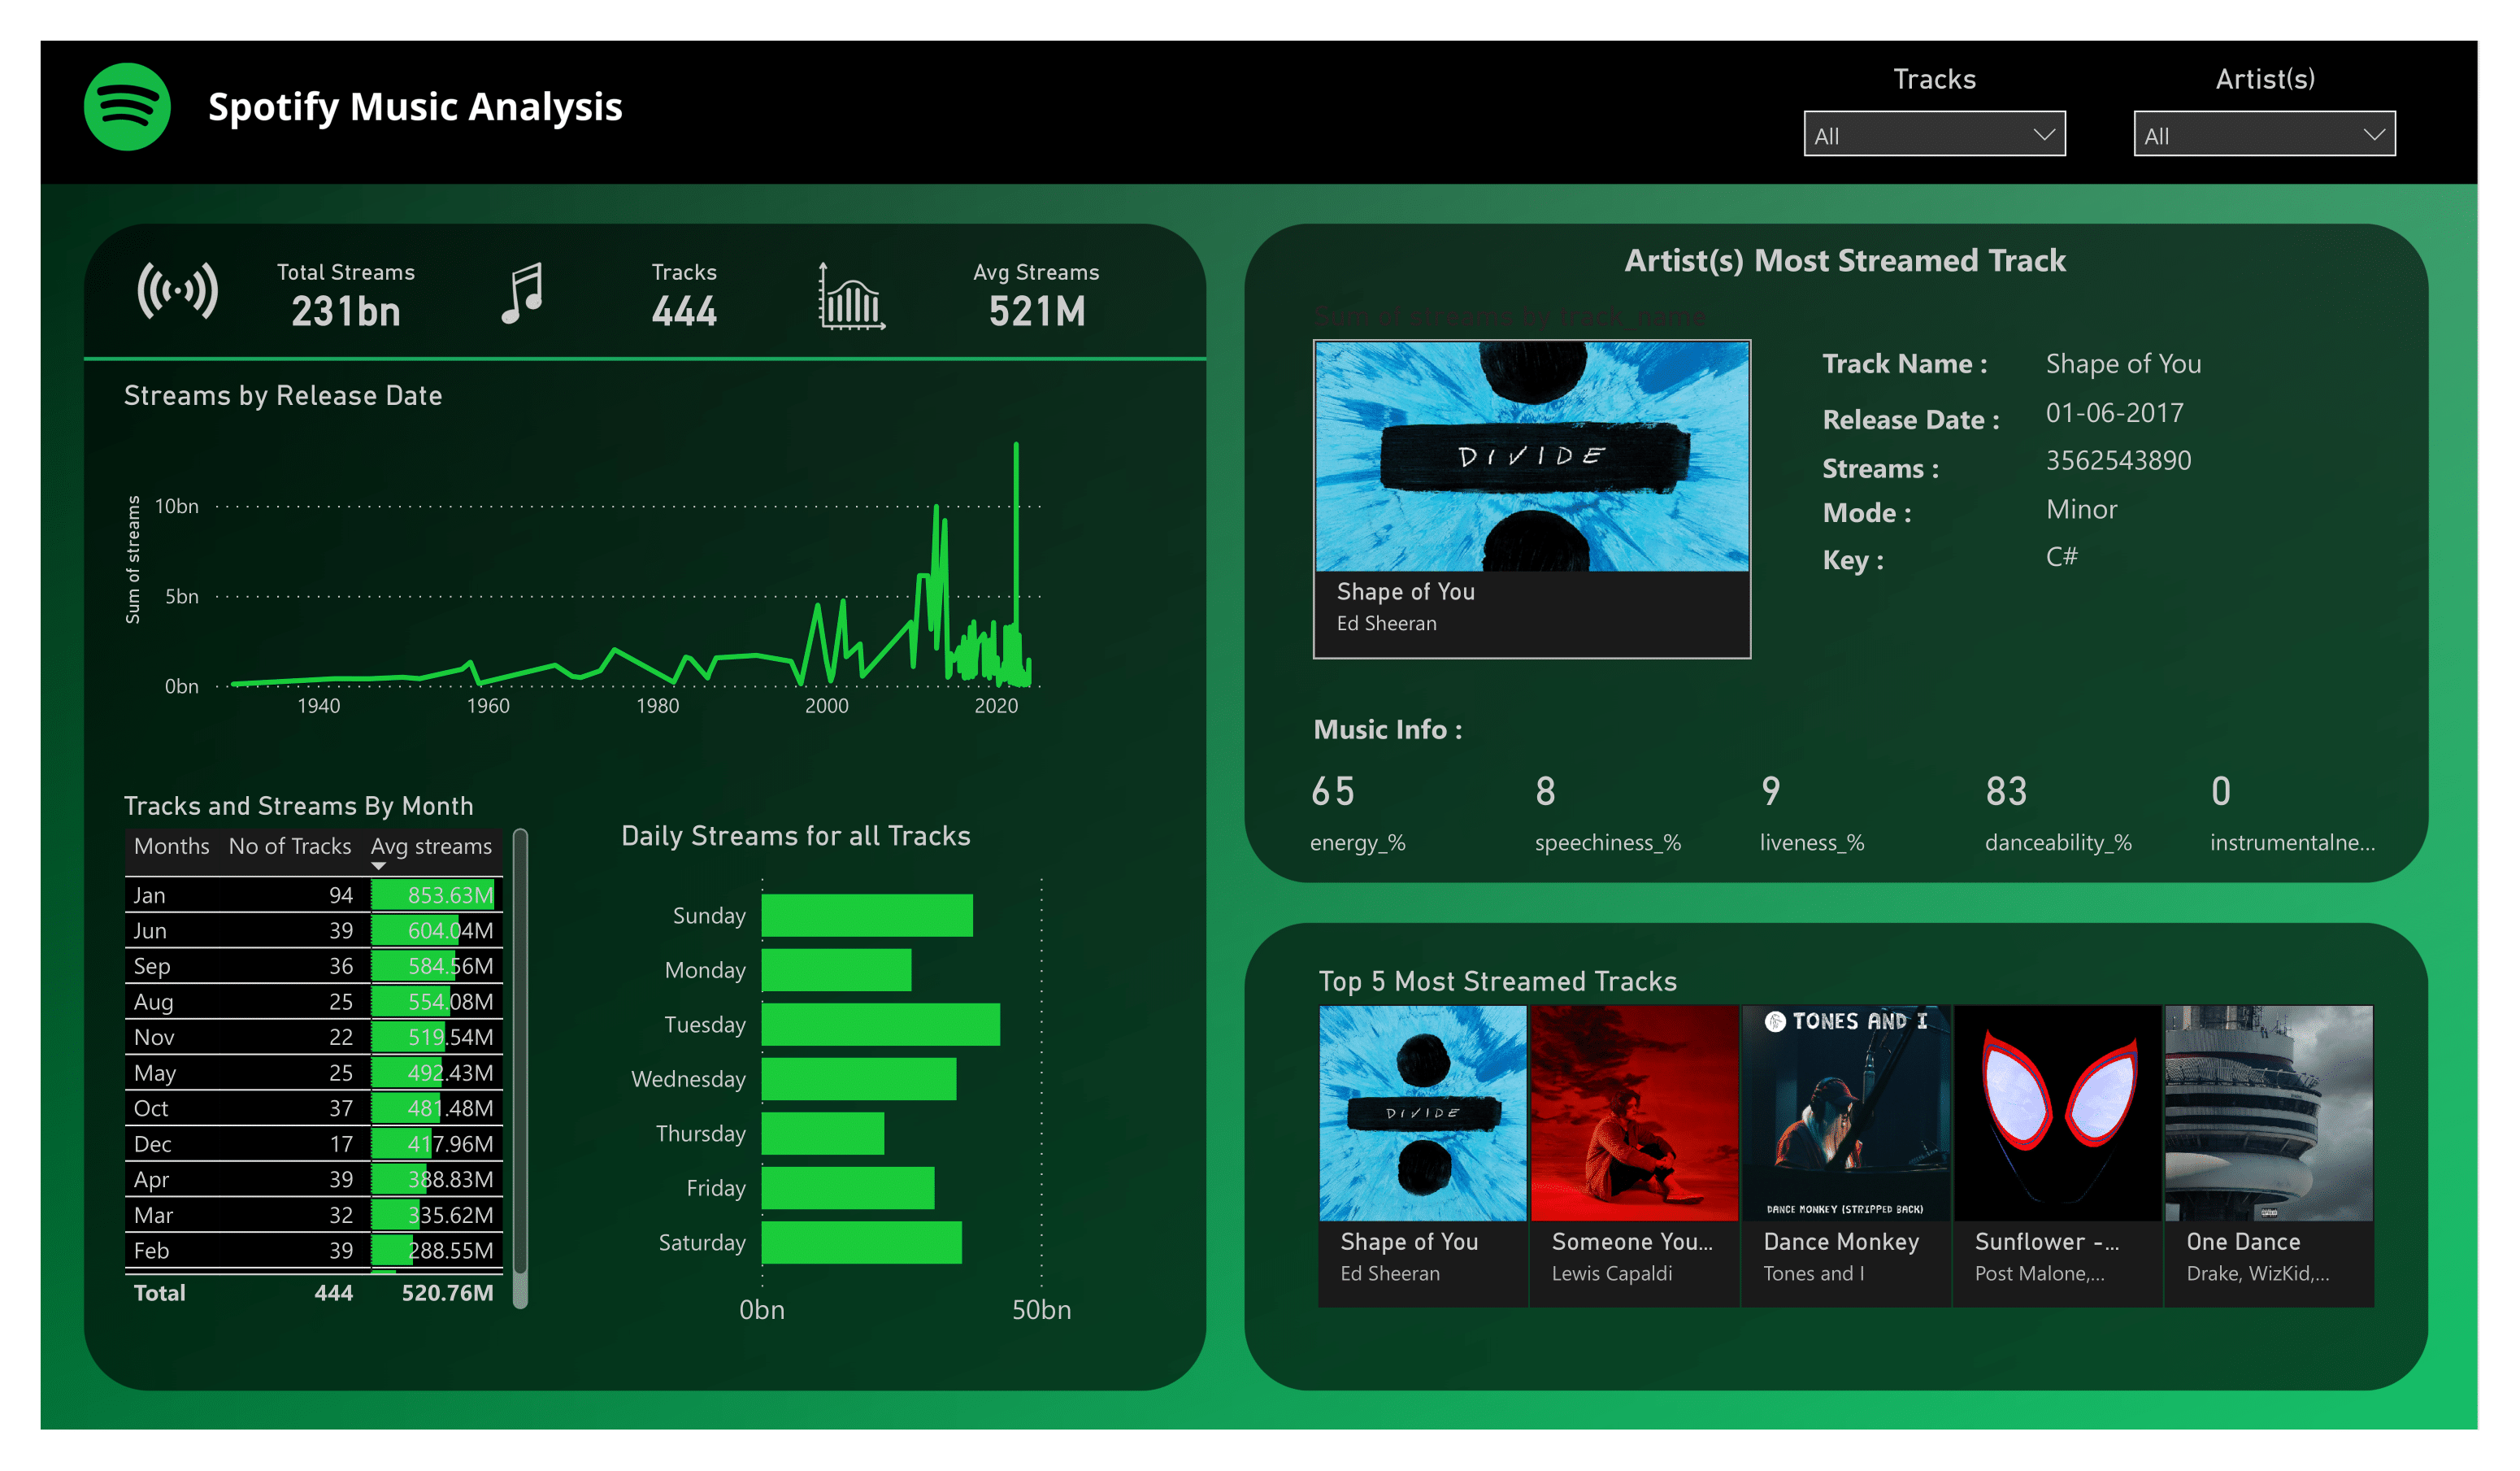 Spotify Music Analysis
Tracks
All
Artist(s)
All
Total Streams
231bn
Tracks
444
Avg Streams
521M
Streams by Release Date
Sum of streams
10bn
5bn
0bn
1940 1960 1980 2000 2020
Tracks and Streams By Month
Months No of Tracks Avg streams
Jan 94 853.63M
Jun 39 604.04M
Sep 36 584.56M
Aug 25 554.08M
Nov 22 519.54M
May 25 492.43M
Oct 37 481.48M
Dec 17 417.96M
Apr 39 388.83M
Mar 32 335.62M
Feb 39 288.55M
Total 444 520.76M
Daily Streams for all Tracks
Sunday
Monday
Tuesday
Wednesday
Thursday
Friday
Saturday
0bn 50bn
Artist(s) Most Streamed Track
Sum of streams by track_name
DIVIDE
Shape of You
Ed Sheeran
Track Name : Shape of You
Release Date : 01-06-2017
Streams : 3562543890
Mode : Minor
Key : C#
Music Info :
65 8 9 83 0
energy_% speechiness_% liveness_% danceability_% instrumentalne...
Top 5 Most Streamed Tracks
DIVIDE
Shape of You
Ed Sheeran
Someone You...
Lewis Capaldi
TONES AND I
DANCE MONKEY (STRIPPED BACK)
Dance Monkey
Tones and I
Sunflower -...
Post Malone,...
One Dance
Drake, WizKid,...